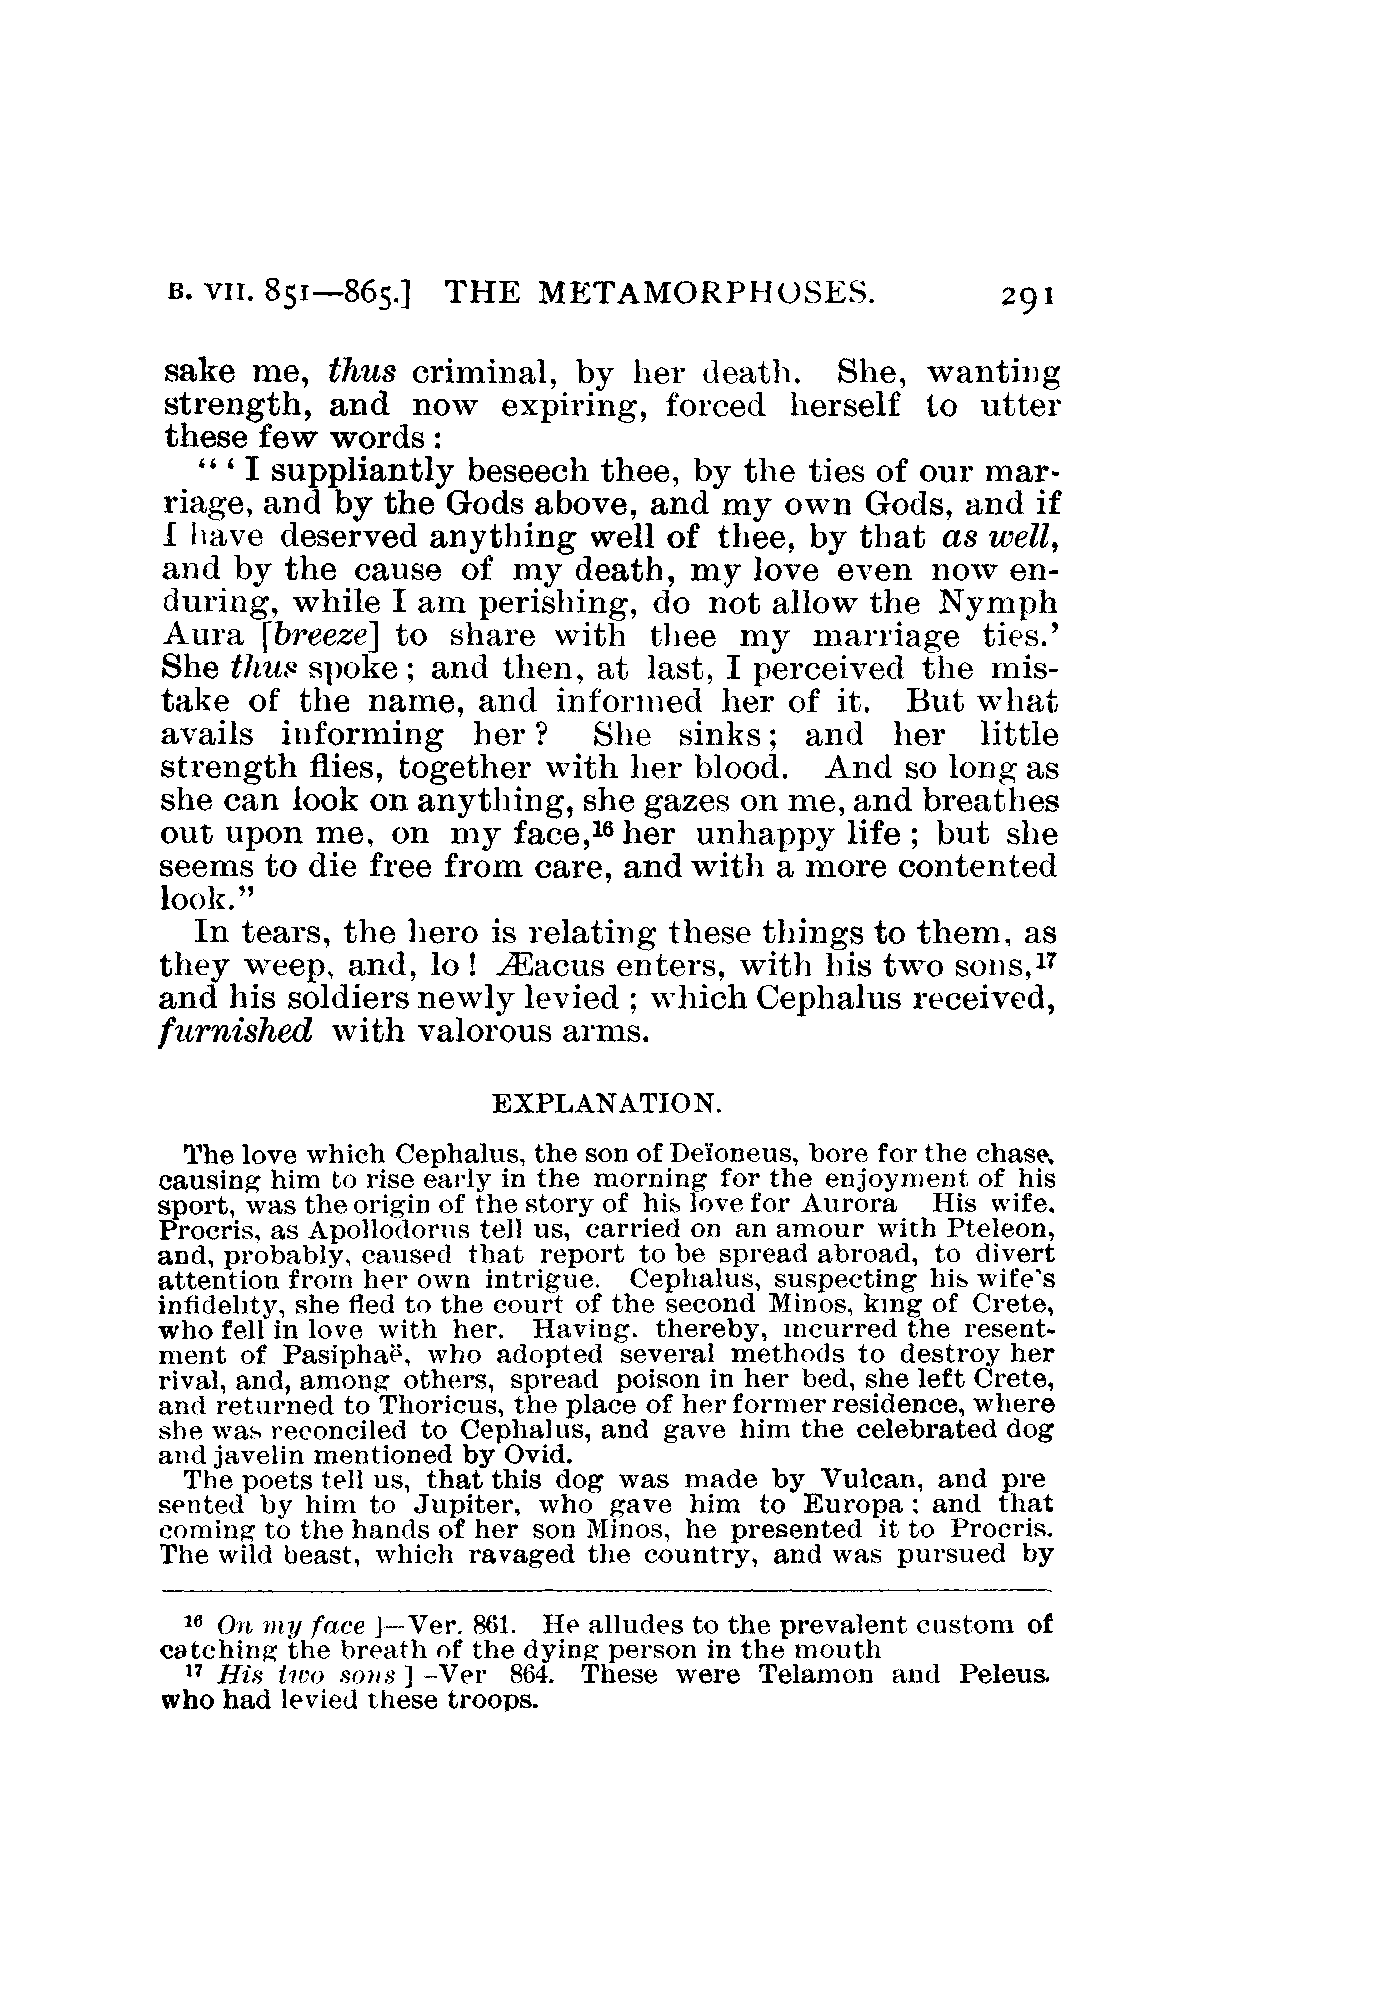 B. VII. 851—865.] THE METAMORPHOSES. 291
sake me, thus criminal, by her death. She, wanting
strength, and now expiring, forced herself to utter
these few words :
“ ‘ I suppliantly beseech thee, by the ties of our mar-
riage, and by the Gods above, and my own Gods, and if
I have deserved anything well of thee, by that as well,
and by the cause of my death, my love even now en-
during, while I am perishing, do not allow the Nymph
Aura [breeze] to share with thee my marriage ties.’
She thus spoke ; and then, at last, I perceived the mis-
take of the name, and informed her of it. But what
avails informing her ? She sinks ; and her little
strength flies, together with her blood. And so long as
she can look on anything, she gazes on me, and breathes
out upon me, on my face,¹⁶ her unhappy life ; but she
seems to die free from care, and with a more contented
look.”
In tears, the hero is relating these things to them, as
they weep, and, lo ! Æacus enters, with his two sons,¹⁷
and his soldiers newly levied ; which Cephalus received,
furnished with valorous arms.
EXPLANATION.
The love which Cephalus, the son of Deïoneus, bore for the chase,
causing him to rise early in the morning for the enjoyment of his
sport, was the origin of the story of his love for Aurora His wife.
Procris, as Apollodorus tell us, carried on an amour with Pteleon,
and, probably, caused that report to be spread abroad, to divert
attention from her own intrigue. Cephalus, suspecting his wife's
infidelity, she fled to the court of the second Minos, king of Crete,
who fell in love with her. Having. thereby, incurred the resent-
ment of Pasiphaë, who adopted several methods to destroy her
rival, and, among others, spread poison in her bed, she left Crete,
and returned to Thoricus, the place of her former residence, where
she was reconciled to Cephalus, and gave him the celebrated dog
and javelin mentioned by Ovid.
The poets tell us, that this dog was made by Vulcan, and pre
sented by him to Jupiter, who gave him to Europa ; and that
coming to the hands of her son Minos, he presented it to Procris.
The wild beast, which ravaged the country, and was pursued by
¹⁶ On my face ]—Ver. 861. He alludes to the prevalent custom of
catching the breath of the dying person in the mouth
¹⁷ His two sons ] –Ver 864. These were Telamon and Peleus.
who had levied these troops.